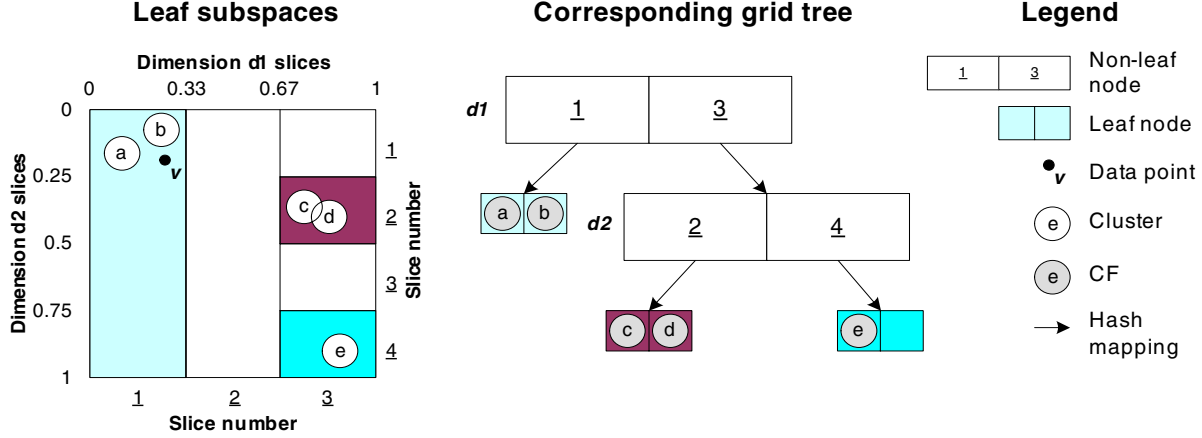 Leaf subspaces
Corresponding grid tree
Legend
Dimension d1 slices
0 0.33 0.67 1
Dimension d2 slices
0
0.25
0.5
0.75
1
a
b
v
c d
e
1
2
3
4
Slice number
1 2 3
Slice number
d1
1 3
a b
d2
2 4
c d
e
1 3
Non-leaf
node
Leaf node
v
Data point
e
Cluster
e
CF
Hash
mapping